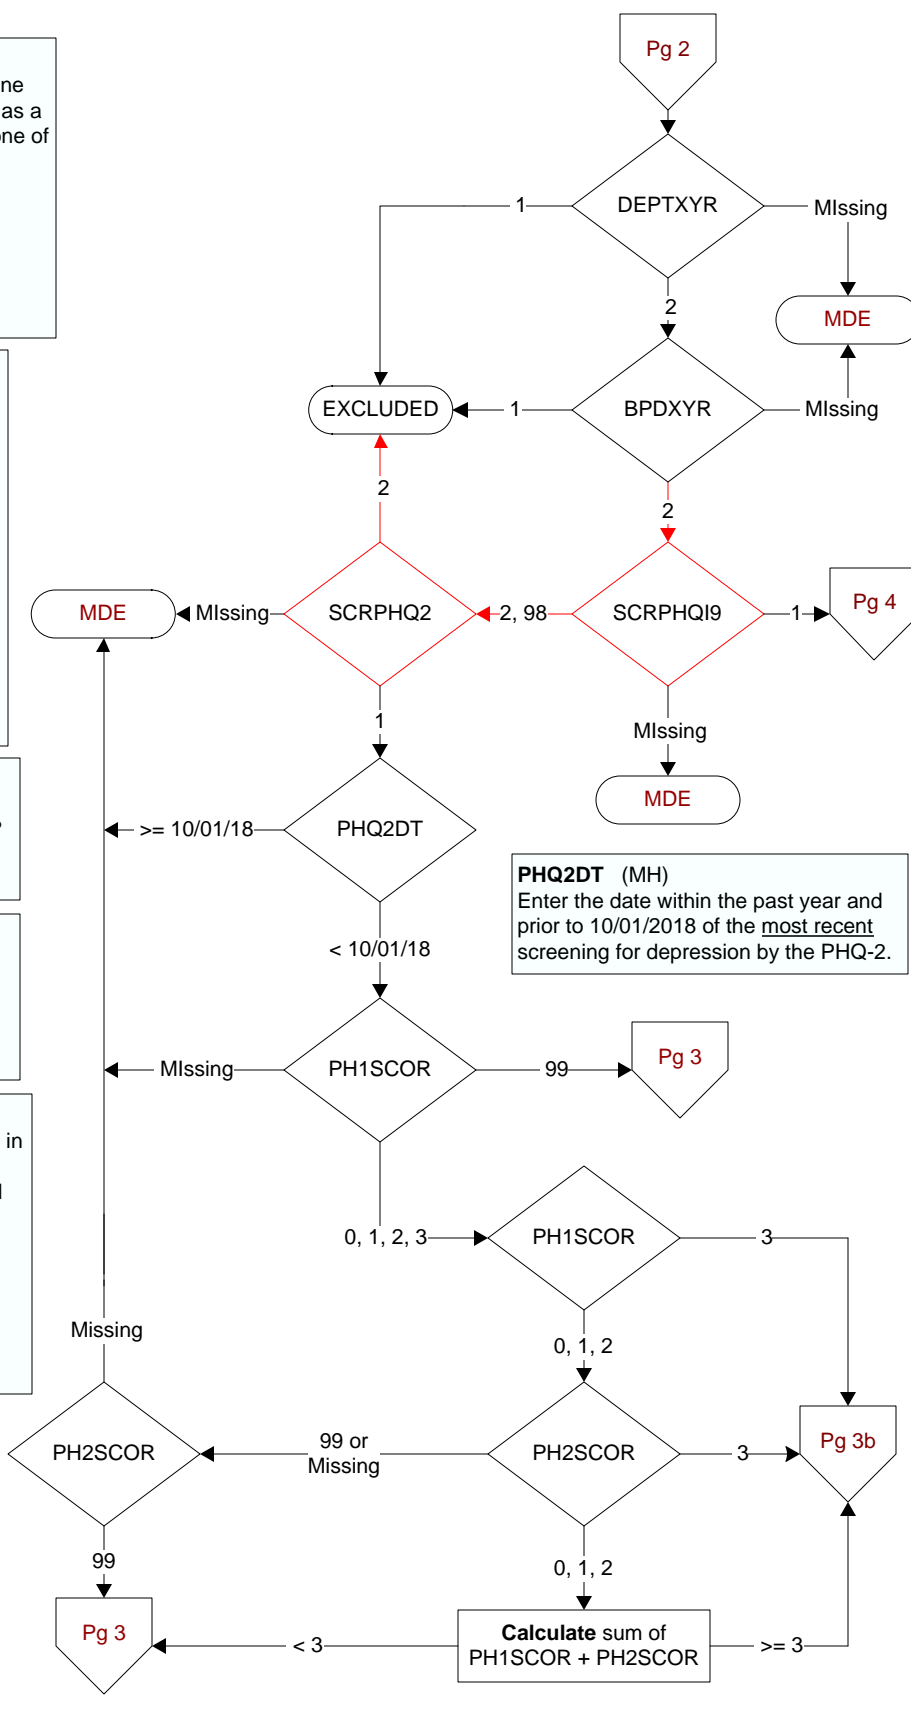 Pg 2
ne
as a
one of
DEPTXYR
1
MIssing
2
MDE
EXCLUDED
1
BPDXYR
MIssing
2
2
MDE
MIssing
SCRPHQ2
2, 98
SCRPHQI9
1
Pg 4
1
MIssing
MDE
>= 10/01/18
PHQ2DT
PHQ2DT (MH)
Enter the date within the past year and
prior to 10/01/2018 of the most recent
screening for depression by the PHQ-2.
< 10/01/18
MIssing
PH1SCOR
99
Pg 3
in
0, 1, 2, 3
PH1SCOR
3
Missing
0, 1, 2
PH2SCOR
99 or
Missing
PH2SCOR
3
Pg 3b
99
0, 1, 2
Pg 3
< 3
Calculate sum of
PH1SCOR + PH2SCOR
>= 3